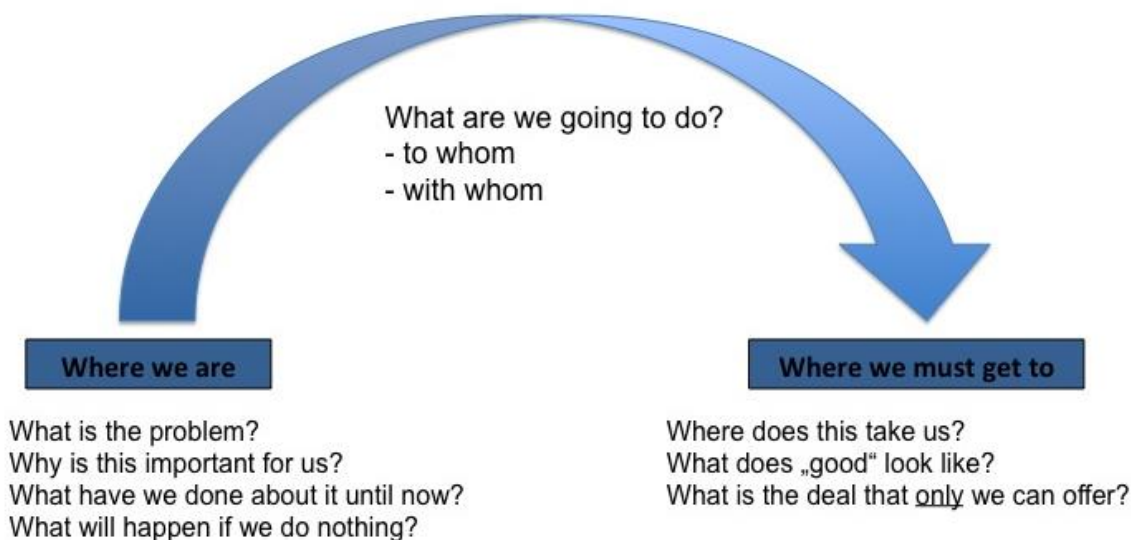 What are we going to do?
- to whom
- with whom
Where we are
What is the problem?
Why is this important for us?
What have we done about it until now?
What will happen if we do nothing?
Where we must get to
Where does this take us?
What does „good“ look like?
What is the deal that only we can offer?